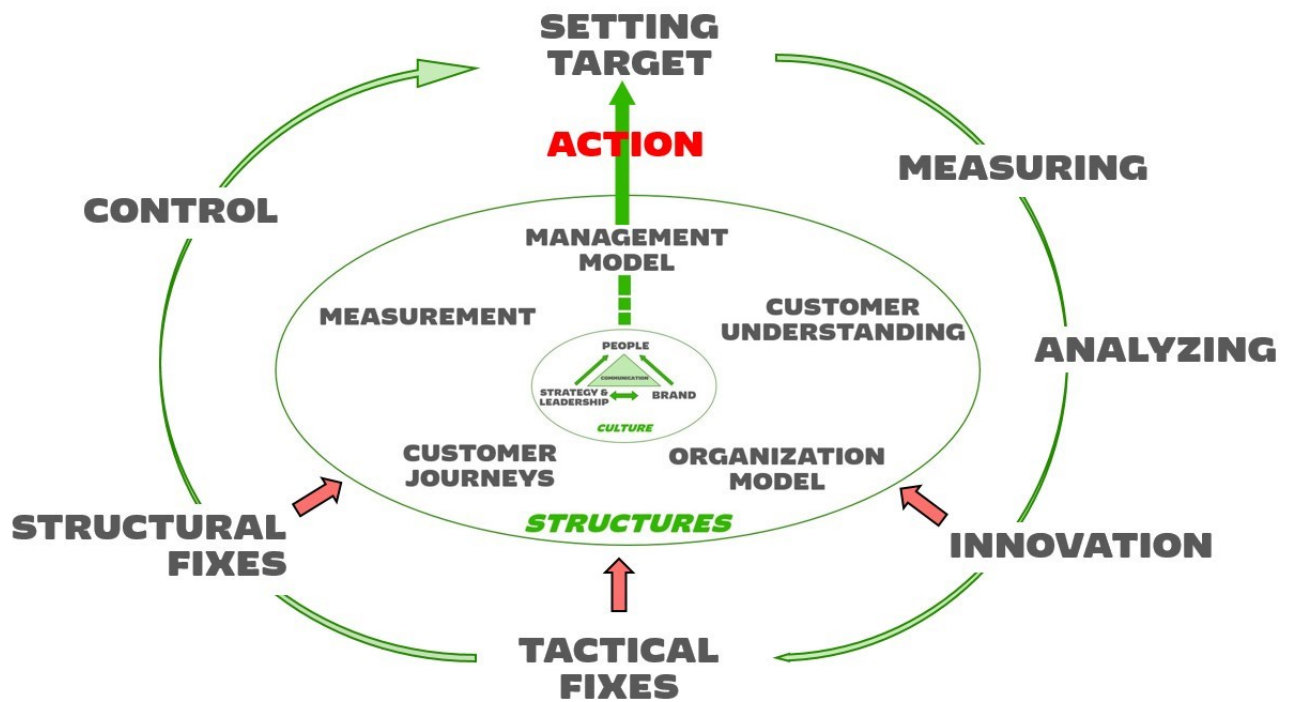 SETTING
TARGET
ACTION
MEASURING
CONTROL
MANAGEMENT
MODEL
MEASUREMENT
CUSTOMER
UNDERSTANDING
PEOPLE
ANALYZING
COMMUNICATION
STRATEGY &
LEADERSHIP
BRAND
CULTURE
CUSTOMER
JOURNEYS
ORGANIZATION
MODEL
STRUCTURES
STRUCTURAL
FIXES
INNOVATION
TACTICAL
FIXES